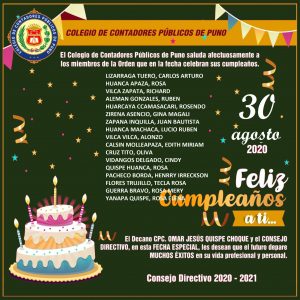 COLEGIO DE CONTADORES PÚBLICOS DE PUNO
El Colegio de Contadores Públicos de Puno saluda afectuosamente a
los miembros de la Orden que en la fecha celebran sus cumpleaños.
LIZARRAGA TUERO, CARLOS ARTURO
HUANCA APAZA, ROSA
VILCA ZAPATA, RICHARD
ALEMAN GONZALES, RUBEN
HUARCAYA CCAMASACARI, ROSENDO
ZIRENA ASENCIO, GINA MAGALI
ZAPANA INQUILLA, JUAN BAUTISTA
HUANCA MACHACA, LUCIO RUBEN
VILCA VILCA, ALONZO
CALSIN MOLLEAPAZA, EDITH MIRIAM
CRUZ TITO, OLIVA
VIDANGOS DELGADO, CINDY
QUISPE HUANCA, ROSA
PACHECO BORDA, HENRRY RREECKSON
FLORES TRUJILLO, TECLA ROSA
GUERRA BRAVO, ROSA MERY
YANAPA QUISPE, ROSA
30
agosto
2020
Feliz
Cumpleaños
a ti...
El Decano CPC. OMAR JESÚS QUISPE CHOQUE y el CONSEJO
DIRECTIVO, en esta FECHA ESPECIAL, les desean que el futuro depare
MUCHOS ÉXITOS en su vida profesional y personal.
Consejo Directivo 2020 - 2021